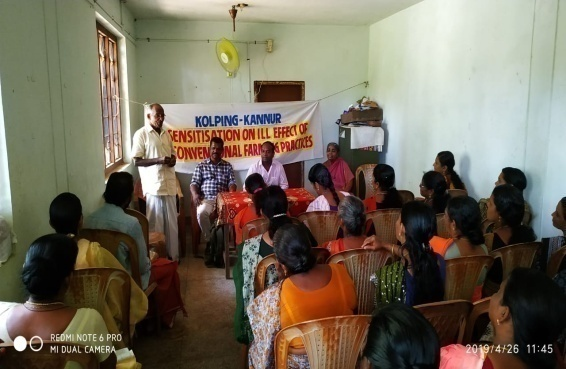 KOLPING-KANNUR
SENSITISATION ON ILL EFFECT OF
CONVENTIONAL FARMING PRACTICES
REDMI NOTE 6 PRO
MI DUAL CAMERA
2019/4/26 11:45